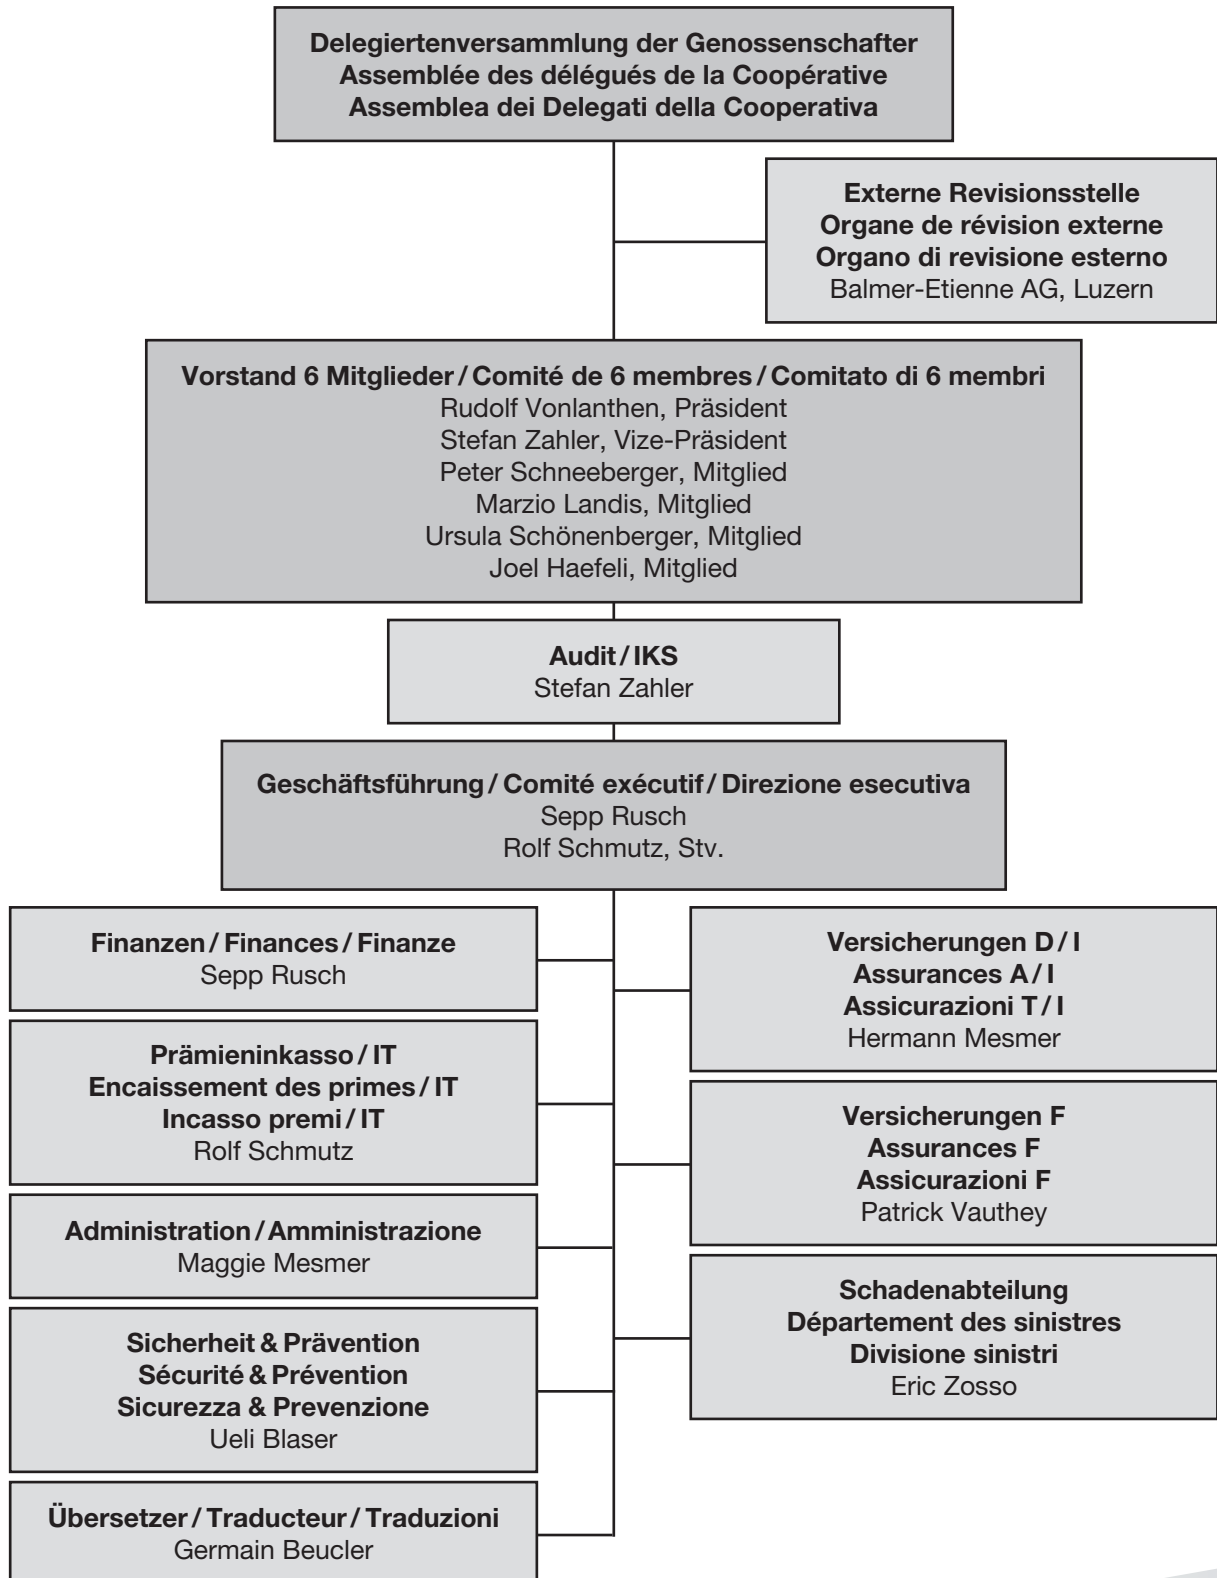 Delegiertenversammlung der Genossenschafter
Assemblée des délégués de la Coopérative
Assemblea dei Delegati della Cooperativa
Externe Revisionsstelle
Organe de révision externe
Organo di revisione esterno
Balmer-Etienne AG, Luzern
Vorstand 6 Mitglieder / Comité de 6 membres / Comitato di 6 membri
Rudolf Vonlanthen, Präsident
Stefan Zahler, Vize-Präsident
Peter Schneeberger, Mitglied
Marzio Landis, Mitglied
Ursula Schönenberger, Mitglied
Joel Haefeli, Mitglied
Audit / IKS
Stefan Zahler
Geschäftsführung / Comité exécutif / Direzione esecutiva
Sepp Rusch
Rolf Schmutz, Stv.
Finanzen / Finances / Finanze
Sepp Rusch
Prämieninkasso / IT
Encaissement des primes / IT
Incasso premi / IT
Rolf Schmutz
Administration / Amministrazione
Maggie Mesmer
Sicherheit & Prävention
Sécurité & Prévention
Sicurezza & Prevenzione
Ueli Blaser
Übersetzer / Traducteur / Traduzioni
Germain Beucler
Versicherungen D / I
Assurances A / I
Assicurazioni T / I
Hermann Mesmer
Versicherungen F
Assurances F
Assicurazioni F
Patrick Vauthey
Schadenabteilung
Département des sinistres
Divisione sinistri
Eric Zosso